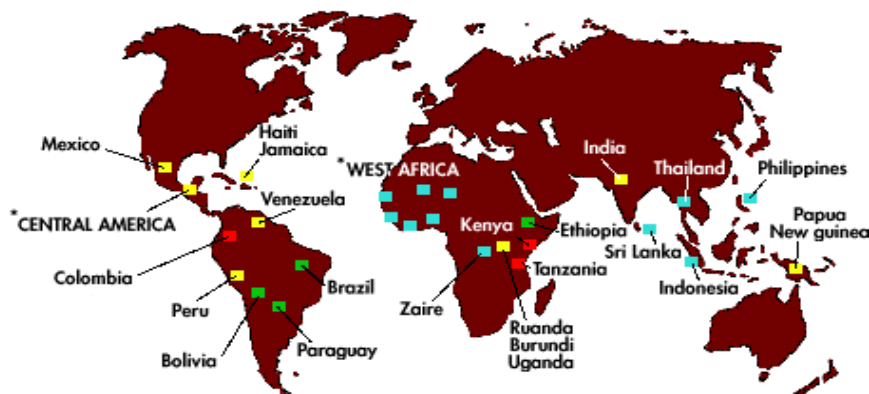 Mexico
Haiti
Jamaica
*WEST AFRICA
India
Thailand
Philippines
*CENTRAL AMERICA
Venezuela
Kenya
Ethiopia
Sri Lanka
Papua
New guinea
Colombia
Brazil
Tanzania
Indonesia
Peru
Zaire
Ruanda
Burundi
Uganda
Bolivia
Paraguay